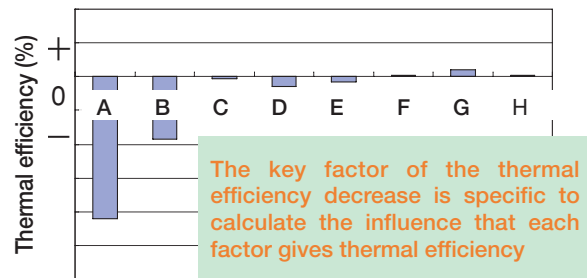 Thermal efficiency (%)
+
0
−
A B C D E F G H
The key factor of the thermal
efficiency decrease is specific to
calculate the influence that each
factor gives thermal efficiency